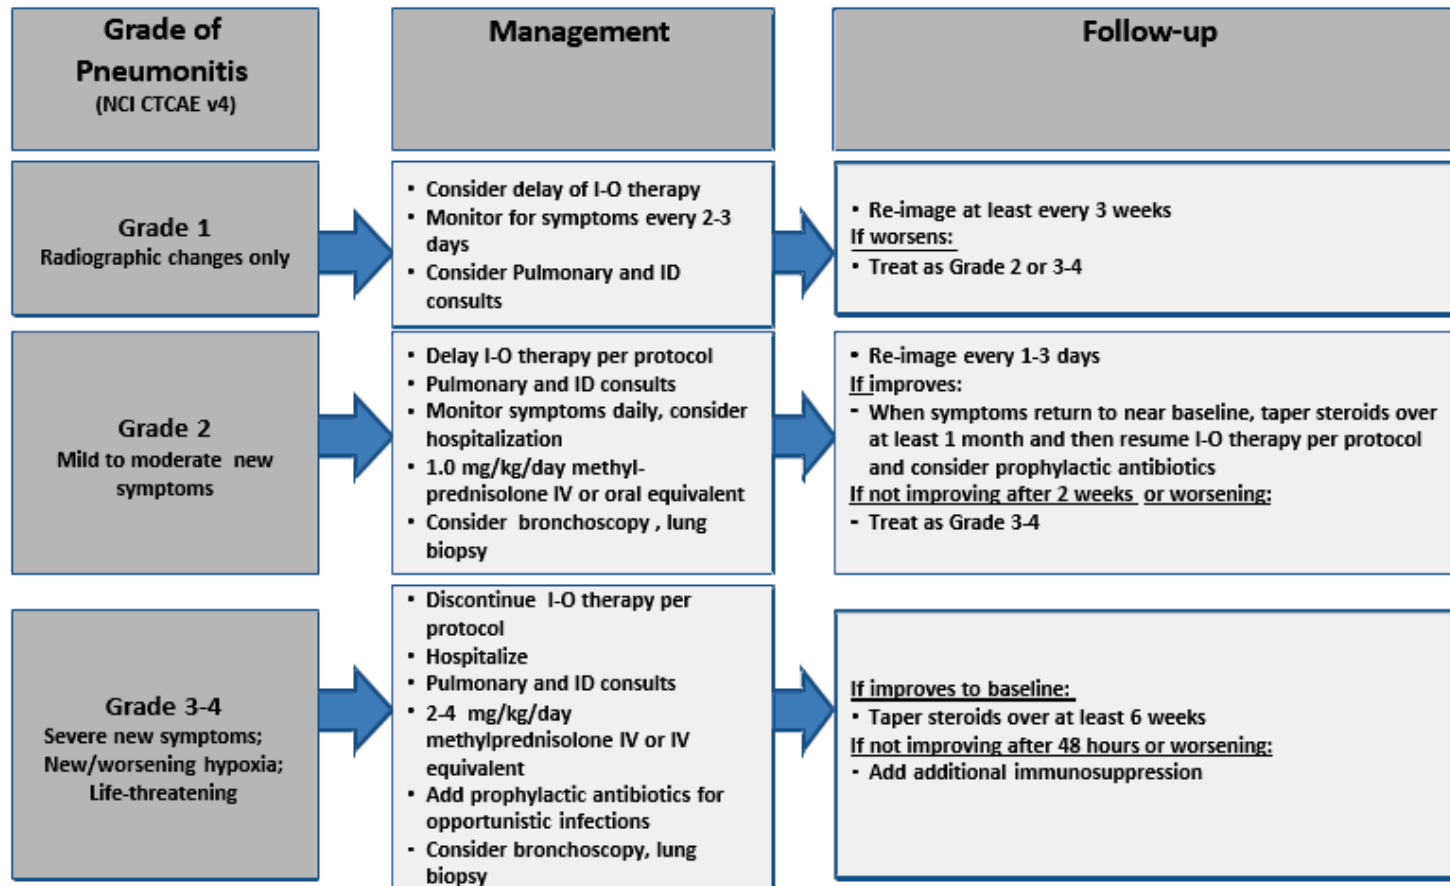 Grade of
Pneumonitis
(NCI CTCAE v4)
Management
Follow-up
Grade 1
Radiographic changes only
• Consider delay of I-O therapy
• Monitor for symptoms every 2-3
days
• Consider Pulmonary and ID
consults
• Re-image at least every 3 weeks
If worsens:
• Treat as Grade 2 or 3-4
Grade 2
Mild to moderate new
symptoms
• Delay I-O therapy per protocol
• Pulmonary and ID consults
• Monitor symptoms daily, consider
hospitalization
• 1.0 mg/kg/day methyl-
prednisolone IV or oral equivalent
• Consider bronchoscopy , lung
biopsy
• Re-image every 1-3 days
If improves:
- When symptoms return to near baseline, taper steroids over
at least 1 month and then resume I-O therapy per protocol
and consider prophylactic antibiotics
If not improving after 2 weeks or worsening:
- Treat as Grade 3-4
Grade 3-4
Severe new symptoms;
New/worsening hypoxia;
Life-threatening
• Discontinue I-O therapy per
protocol
• Hospitalize
• Pulmonary and ID consults
• 2-4 mg/kg/day
methylprednisolone IV or IV
equivalent
• Add prophylactic antibiotics for
opportunistic infections
- Consider bronchoscopy, lung
biopsy
If improves to baseline:
• Taper steroids over at least 6 weeks
If not improving after 48 hours or worsening:
- Add additional immunosuppression